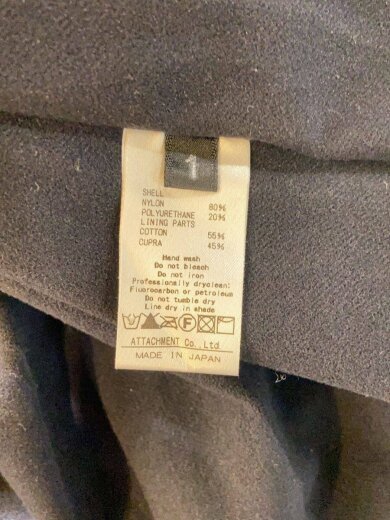 1
SHELL
NYLON 80%
POLYURETHANE 20%
LINING PARTS
COTTON 55%
CUPRA 45%
Hand wash
Do not bleach
Do not iron
Professionally dryclean:
Fluorocarbon or petroleum
Do not tumble dry
Line dry in shade
F
ATTACHMENT Co.,Ltd.
MADE IN JAPAN